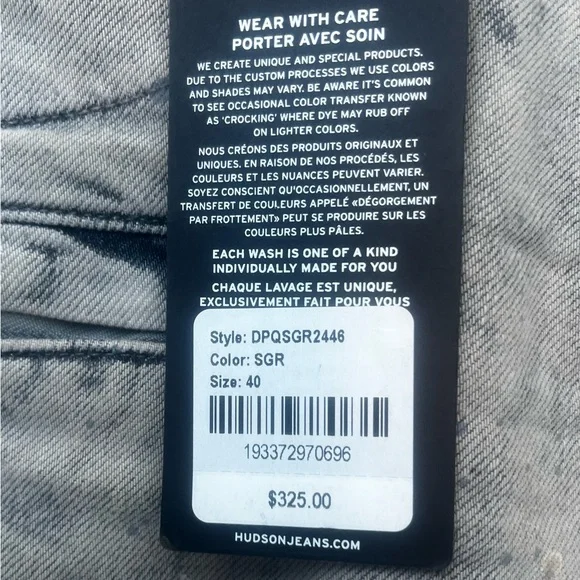 WEAR WITH CARE
PORTER AVEC SOIN
WE CREATE UNIQUE AND SPECIAL PRODUCTS.
DUE TO THE CUSTOM PROCESSES WE USE COLORS
AND SHADES MAY VARY. BE AWARE IT'S COMMON
TO SEE OCCASIONAL COLOR TRANSFER KNOWN
AS 'CROCKING' WHERE DYE MAY RUB OFF
ON LIGHTER COLORS.
NOUS CRÉONS DES PRODUITS ORIGINAUX ET
UNIQUES. EN RAISON DE NOS PROCÉDÉS, LES
COULEURS ET LES NUANCES PEUVENT VARIER.
SOYEZ CONSCIENT QU'OCCASIONNELLEMENT, UN
TRANSFERT DE COULEURS APPELÉ «DÉGORGEMENT
PAR FROTTEMENT» PEUT SE PRODUIRE SUR LES
COULEURS PLUS PÂLES.
EACH WASH IS ONE OF A KIND
INDIVIDUALLY MADE FOR YOU
CHAQUE LAVAGE EST UNIQUE,
EXCLUSIVEMENT FAIT POUR VOUS
Style: DPQSGR2446
Color: SGR
Size: 40
193372970696
$325.00
HUDSONJEANS.COM